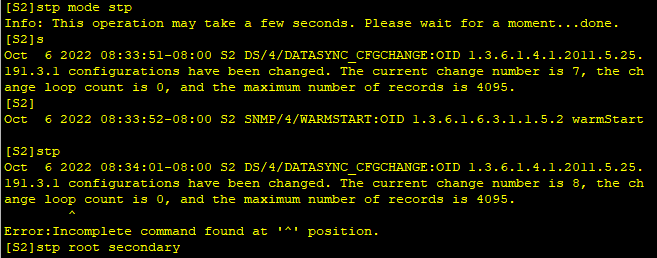 [S2]stp mode stp
Info: This operation may take a few seconds. Please wait for a moment...done.
[S2]s
Oct  6 2022 08:33:51-08:00 S2 DS/4/DATASYNC_CFGCHANGE:OID 1.3.6.1.4.1.2011.5.25.
191.3.1 configurations have been changed. The current change number is 7, the ch
ange loop count is 0, and the maximum number of records is 4095.
[S2]
Oct  6 2022 08:33:52-08:00 S2 SNMP/4/WARMSTART:OID 1.3.6.1.6.3.1.1.5.2 warmStart
[S2]stp
Oct  6 2022 08:34:01-08:00 S2 DS/4/DATASYNC_CFGCHANGE:OID 1.3.6.1.4.1.2011.5.25.
191.3.1 configurations have been changed. The current change number is 8, the ch
ange loop count is 0, and the maximum number of records is 4095.
        ^
Error:Incomplete command found at '^' position.
[S2]stp root secondary